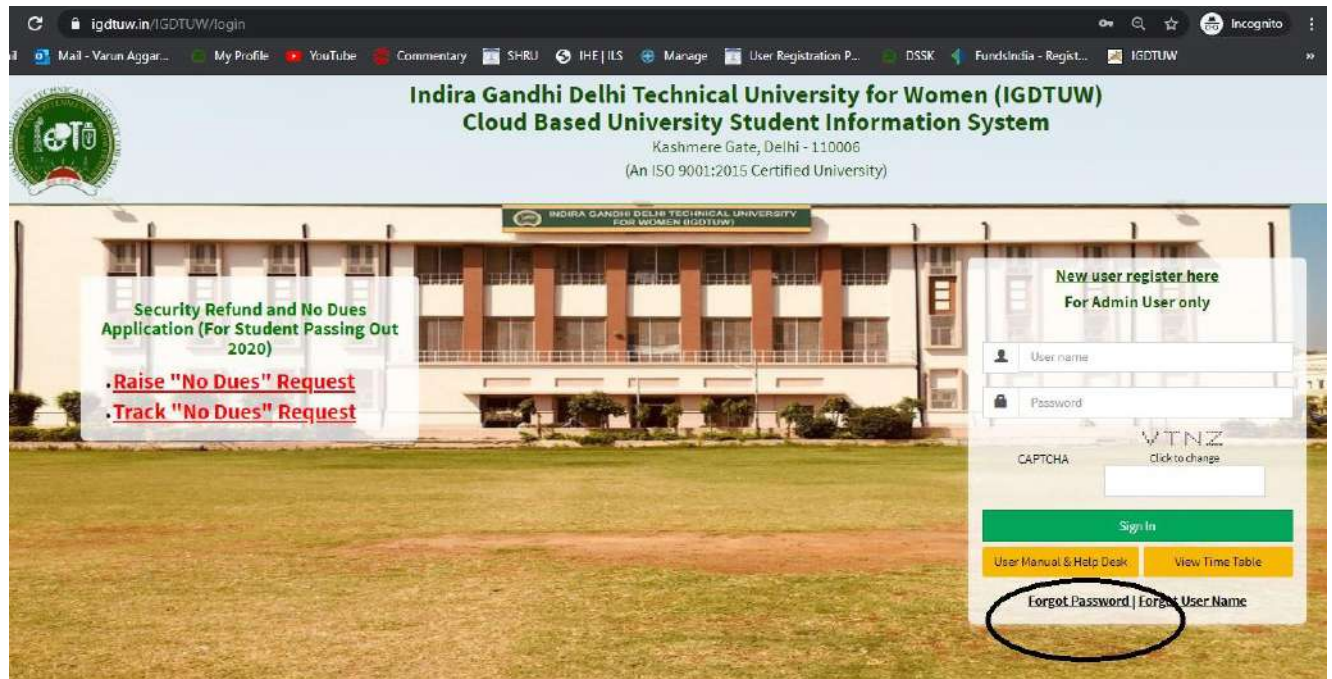 igdtuw.in/IGDTUW/login
Incognito
Mail - Varun Aggar...
My Profile
YouTube
Commentary
SHRU
IHE | ILS
Manage
User Registration P...
DSSK
FundsIndia - Regist...
IGDTUW
»
Indira Gandhi Delhi Technical University for Women (IGDTUW)
Cloud Based University Student Information System
Kashmere Gate, Delhi - 110006
(An ISO 9001:2015 Certified University)
INDIRA GANDHI DELHI TECHNICAL UNIVERSITY
FOR WOMEN (IGDTUW)
Security Refund and No Dues
Application (For Student Passing Out
2020)
Raise "No Dues" Request
Track "No Dues" Request
New user register here
For Admin User only
User name
Password
VTNZ
CAPTCHA
Click to change
Sign In
User Manual & Help Desk
View Time Table
Forgot Password | Forgot User Name